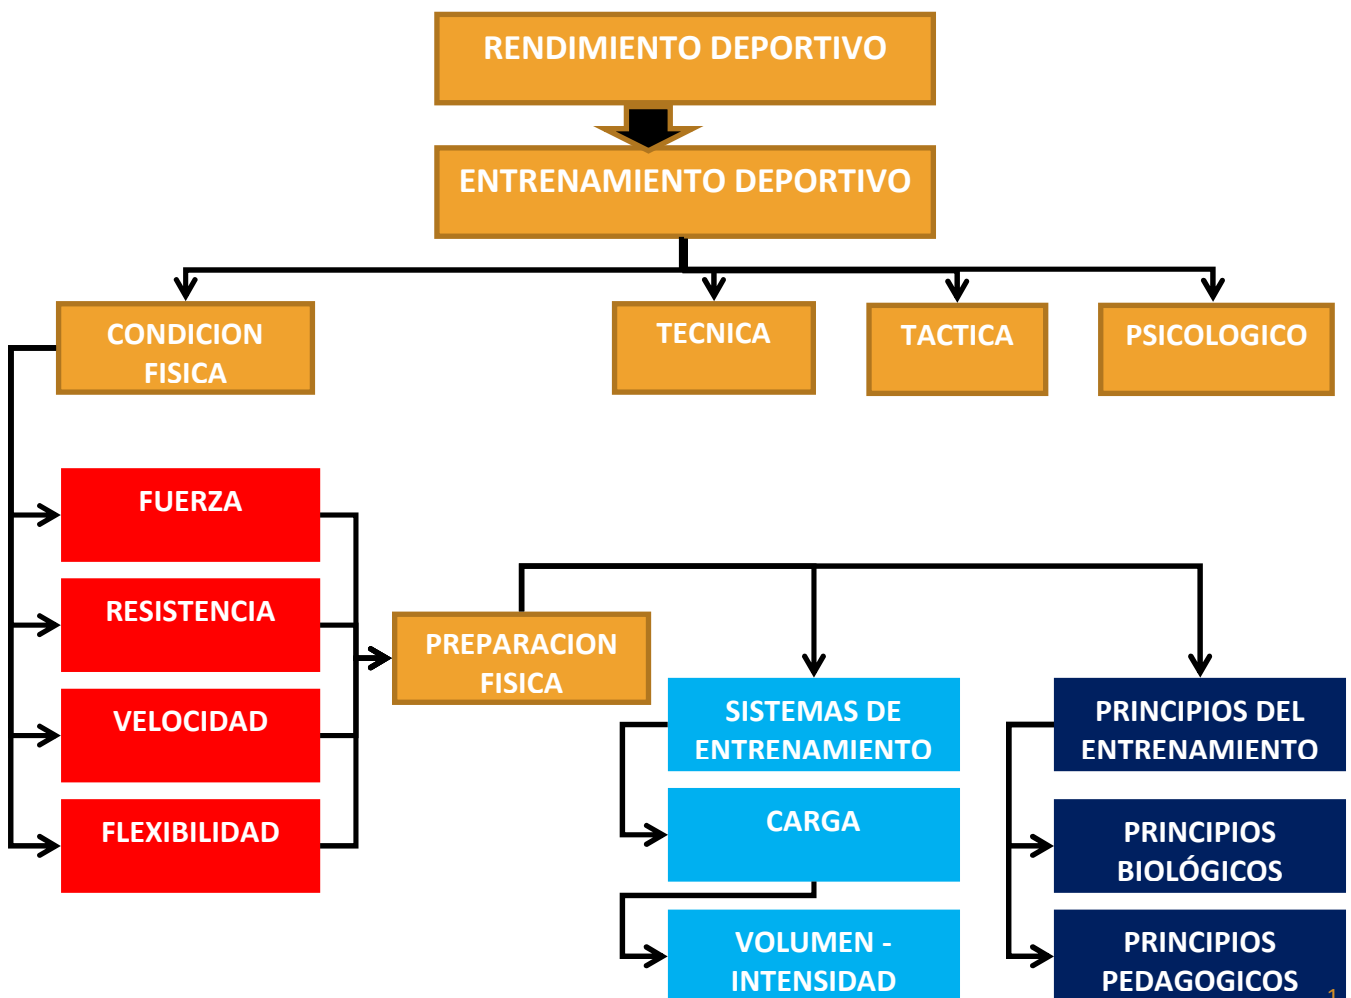 RENDIMIENTO DEPORTIVO
ENTRENAMIENTO DEPORTIVO
CONDICION
FISICA
TECNICA
TACTICA
PSICOLOGICO
FUERZA
RESISTENCIA
VELOCIDAD
FLEXIBILIDAD
PREPARACION
FISICA
SISTEMAS DE
ENTRENAMIENTO
CARGA
VOLUMEN -
INTENSIDAD
PRINCIPIOS DEL
ENTRENAMIENTO
PRINCIPIOS
BIOLÓGICOS
PRINCIPIOS
PEDAGOGICOS
1